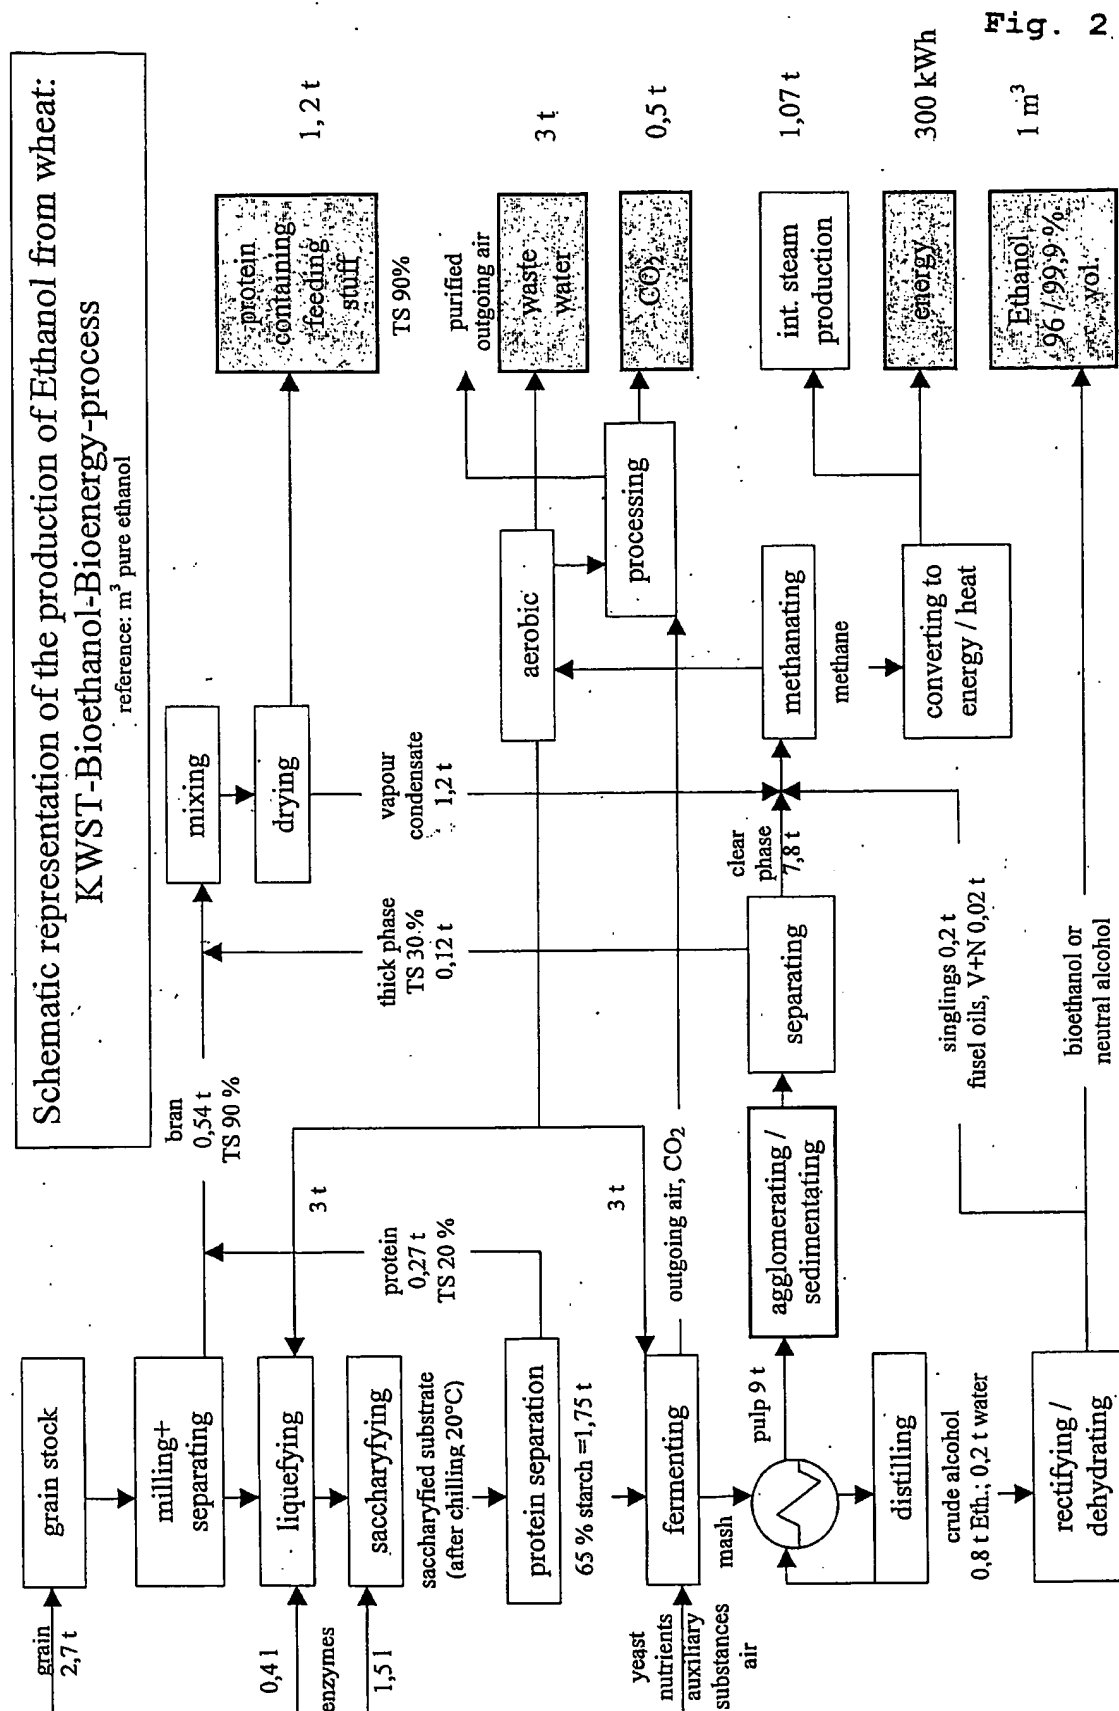 Fig. 2
Schematic representation of the production of Ethanol from wheat:
KWST-Bioethanol-Bioenergy-process
reference: m³ pure ethanol
grain
2,7 t
grain stock
milling+
separating
bran
0,54 t
TS 90 %
mixing
drying
protein
containing
feeding
stuff
TS 90%
1,2 t
0,4 l
enzymes
1,5 l
liquefying
saccharyfying
3 t
saccharyfied substrate
(after chilling 20°C)
protein
0,27 t
TS 20 %
thick phase
TS 30 %
0,12 t
vapour
condensate
1,2 t
purified
outgoing air
protein separation
65 % starch =1,75 t
3 t
aerobic
waste
water
3 t
yeast
nutrients
auxiliary
substances
air
fermenting
outgoing air, CO₂
processing
CO₂
0,5 t
mash
pulp 9 t
agglomerating /
sedimentating
separating
clear
phase
7,8 t
methanating
methane
int. steam
production
1,07 t
distilling
converting to
energy / heat
energy
300 kWh
crude alcohol
0,8 t Eth.; 0,2 t water
singlings 0,2 t
fusel oils, V+N 0,02 t
rectifying /
dehydrating
bioethanol or
neutral alcohol
Ethanol
96 / 99,9 %
vol.
1 m³